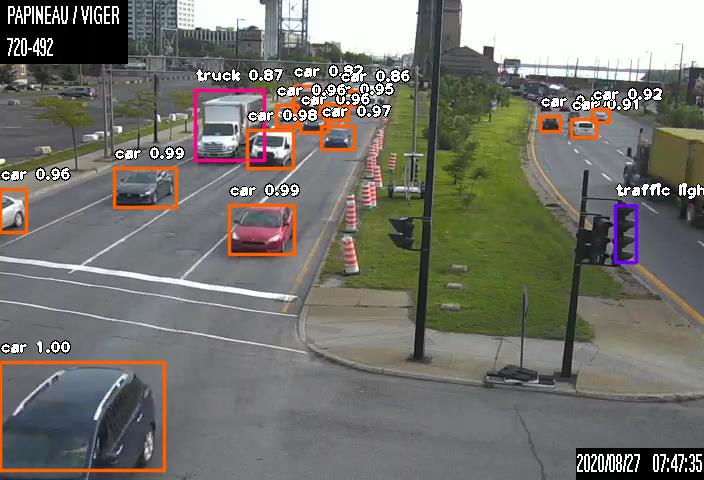 PAPINEAU / VIGER
720-492
car 0.92
car 0.86
truck 0.87
car 0.96
0.95
car 0.96
car 0.97
car 0.98
car
0.91
car 0.92
car 0.99
car 0.96
car 0.99
traffic ligh
car 1.00
2020/08/27 07:47:35